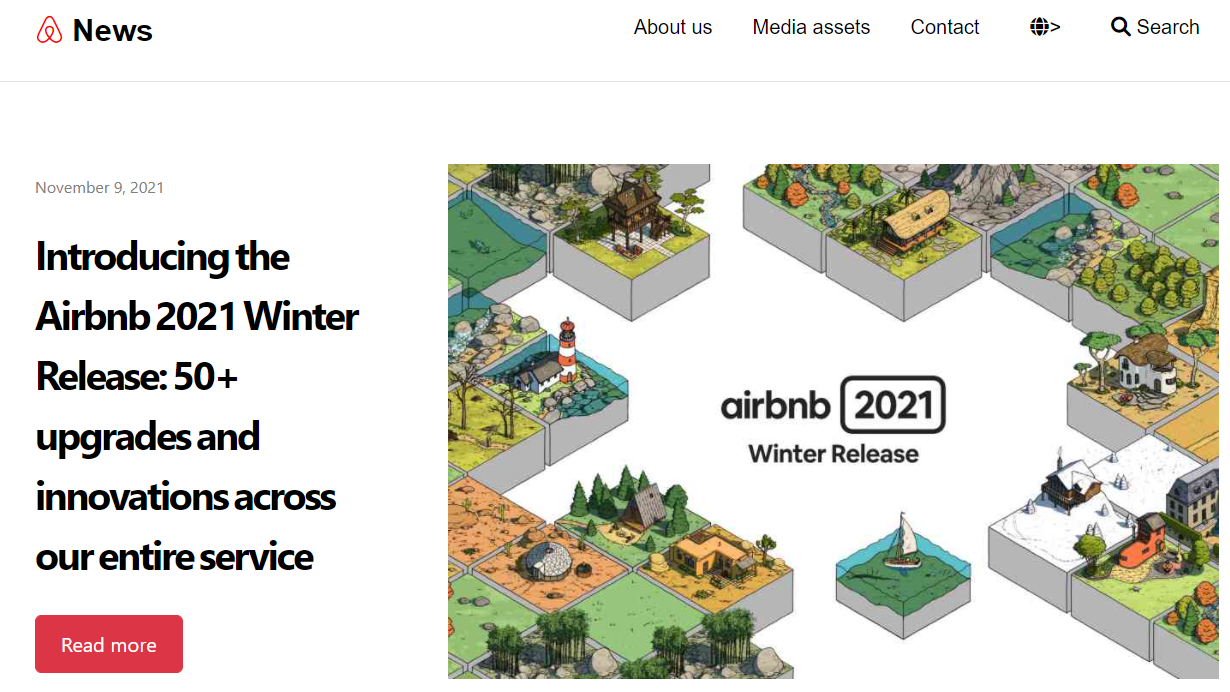 News
About us
Media assets
Contact
>
Search
November 9, 2021
Introducing the
Airbnb 2021 Winter
Release: 50+
upgrades and
innovations across
our entire service
Read more
airbnb 2021
Winter Release